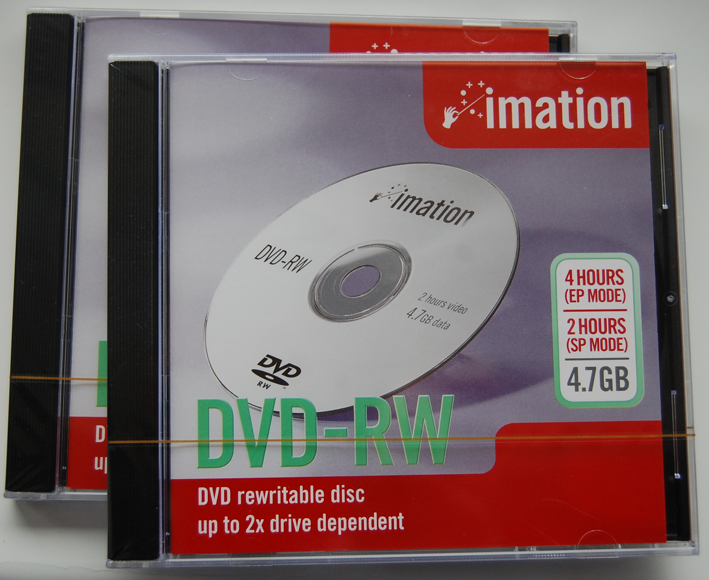 imation
imation
DVD-RW
2 hours video
4.7GB data
DVD
RW
4 HOURS
(EP MODE)
2 HOURS
(SP MODE)
4.7GB
DVD-RW
DVD rewritable disc
up to 2x drive dependent
D
up